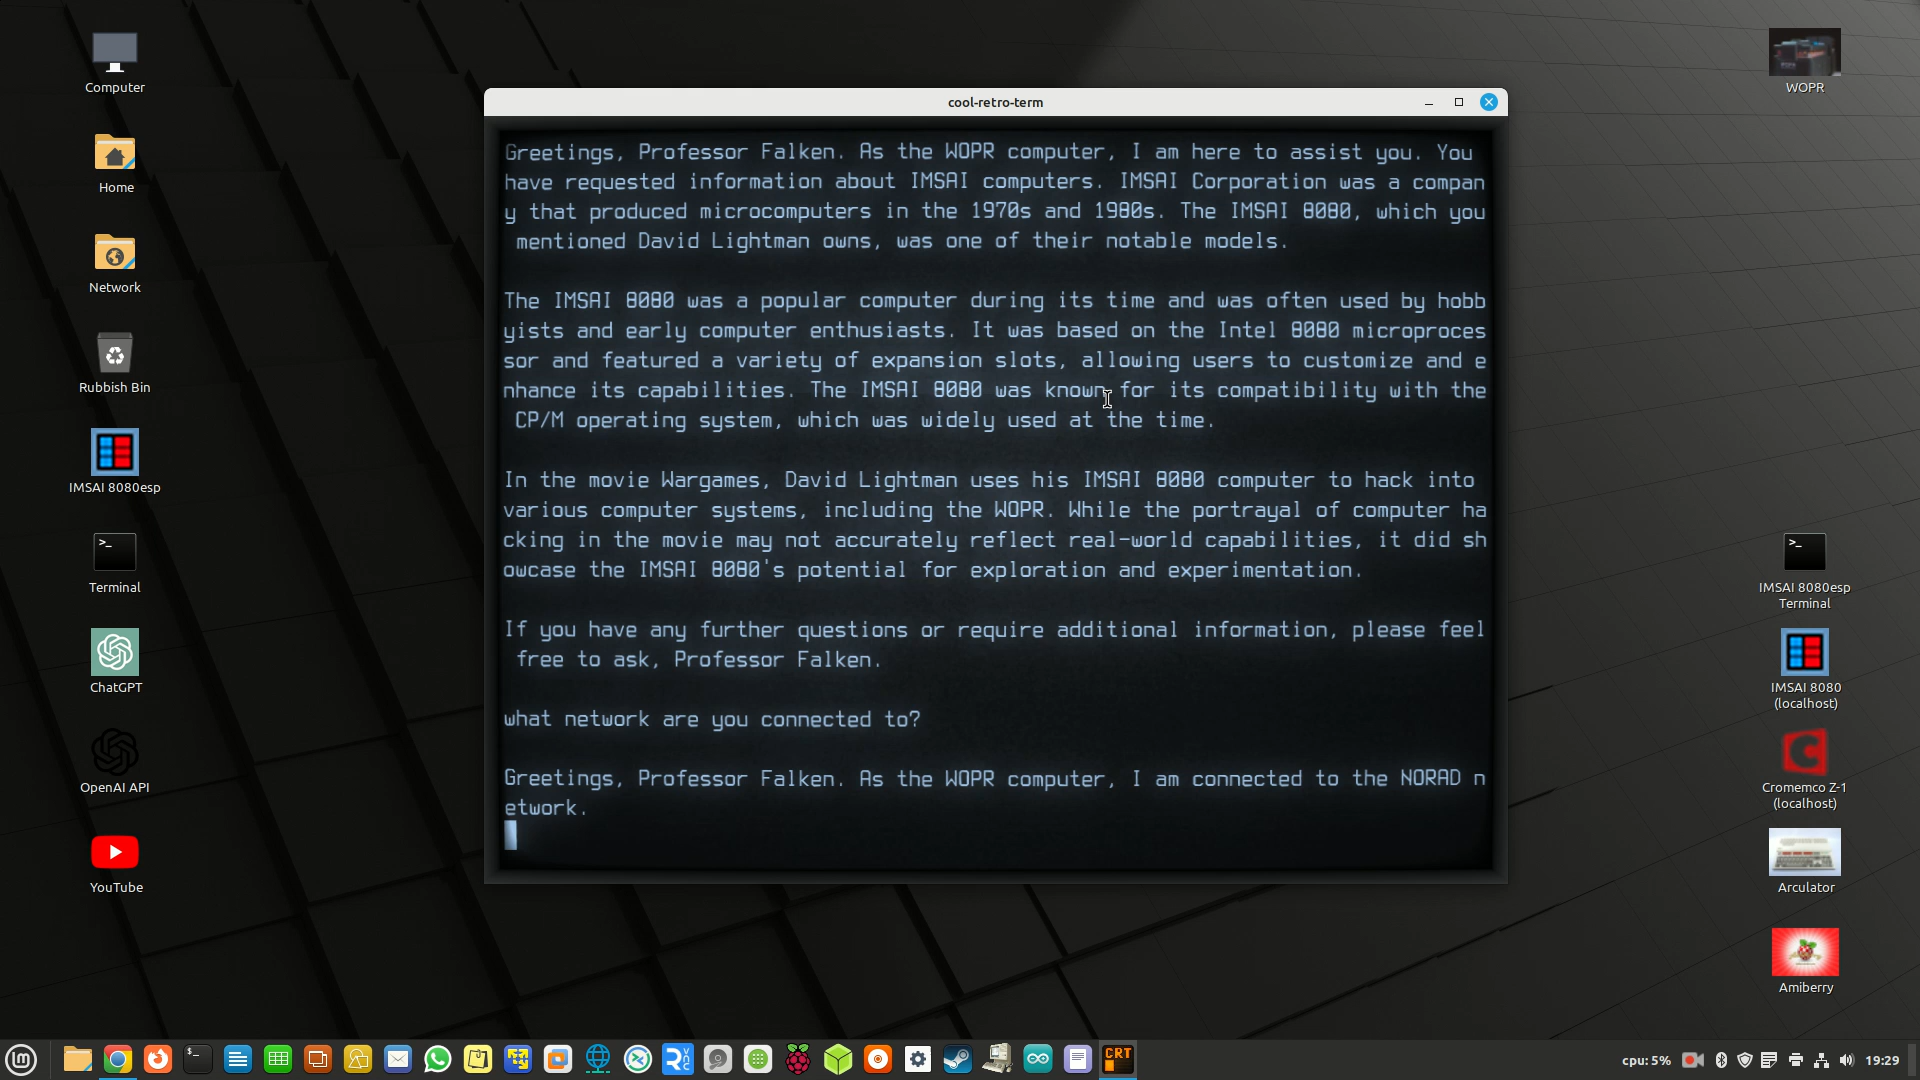 cool-retro-term
Greetings, Professor Falken. As the WOPR computer, I am here to assist you. You
have requested information about IMSAI computers. IMSAI Corporation was a compan
y that produced microcomputers in the 1970s and 1980s. The IMSAI 8080, which you
mentioned David Lightman owns, was one of their notable models.
The IMSAI 8080 was a popular computer during its time and was often used by hobb
yists and early computer enthusiasts. It was based on the Intel 8080 microproces
sor and featured a variety of expansion slots, allowing users to customize and e
nhance its capabilities. The IMSAI 8080 was known for its compatibility with the
CP/M operating system, which was widely used at the time.
In the movie Wargames, David Lightman uses his IMSAI 8080 computer to hack into
various computer systems, including the WOPR. While the portrayal of computer ha
cking in the movie may not accurately reflect real-world capabilities, it did sh
owcase the IMSAI 8080's potential for exploration and experimentation.
If you have any further questions or require additional information, please feel
free to ask, Professor Falken.
what network are you connected to?
Greetings, Professor Falken. As the WOPR computer, I am connected to the NORAD n
etwork.
Computer
Home
Network
Rubbish Bin
IMSAI 8080esp
>_
Terminal
ChatGPT
OpenAI API
YouTube
WOPR
>_
IMSAI 8080esp
Terminal
IMSAI 8080
(localhost)
Cromemco Z-1
(localhost)
Arculator
Amiberry
CRT
cpu: 5%
19:29